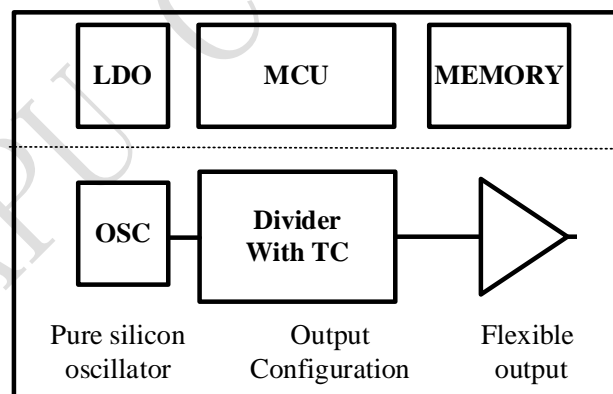 LDO
MCU
MEMORY
OSC
Divider
With TC
Pure silicon
oscillator
Output
Configuration
Flexible
output